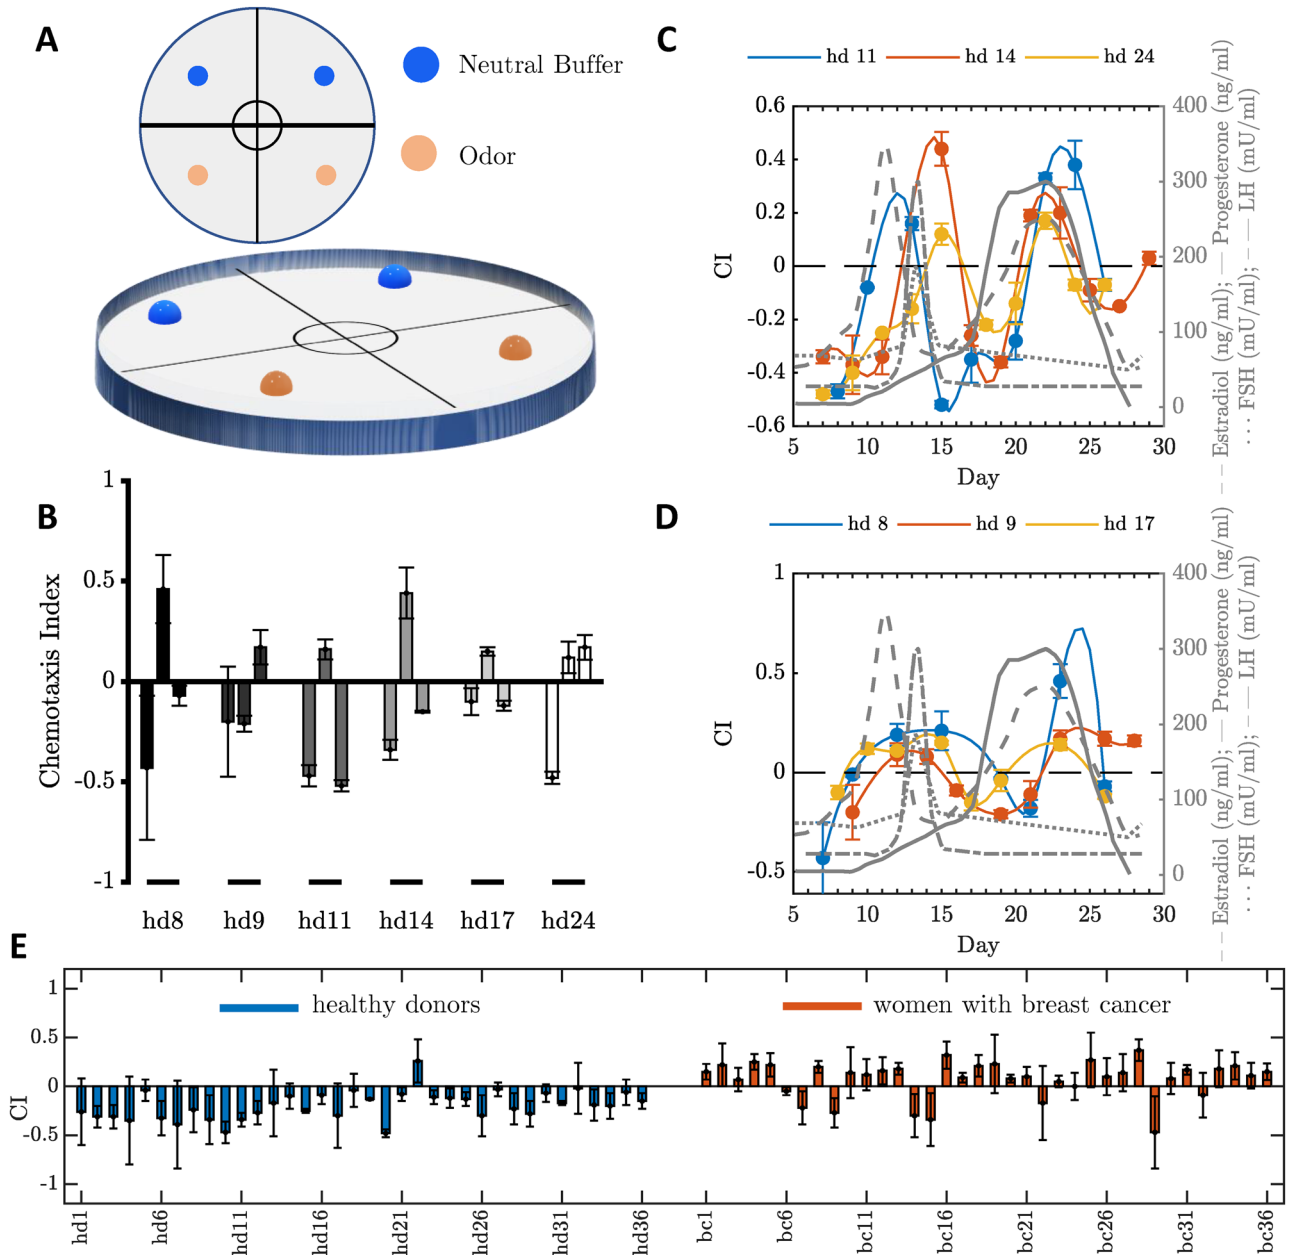 A
Neutral Buffer
Odor
B
Chemotaxis Index
1
0.5
0
-0.5
-1
hd8 hd9 hd11 hd14 hd17 hd24
C
hd 11 hd 14 hd 24
CI
0.6
0.4
0.2
0
-0.2
-0.4
-0.6
5 10 15 20 25 30
Day
400
300
200
100
0
– – Estradiol (ng/ml); — Progesterone (ng/ml)
··· FSH (mU/ml); – — LH (mU/ml)
D
hd 8 hd 9 hd 17
CI
1
0.5
0
-0.5
5 10 15 20 25 30
Day
400
300
200
100
0
– – Estradiol (ng/ml); — Progesterone (ng/ml)
··· FSH (mU/ml); – — LH (mU/ml)
E
healthy donors women with breast cancer
CI
1
0.5
0
-0.5
-1
hd1 hd6 hd11 hd16 hd21 hd26 hd31 hd36 bc1 bc6 bc11 bc16 bc21 bc26 bc31 bc36